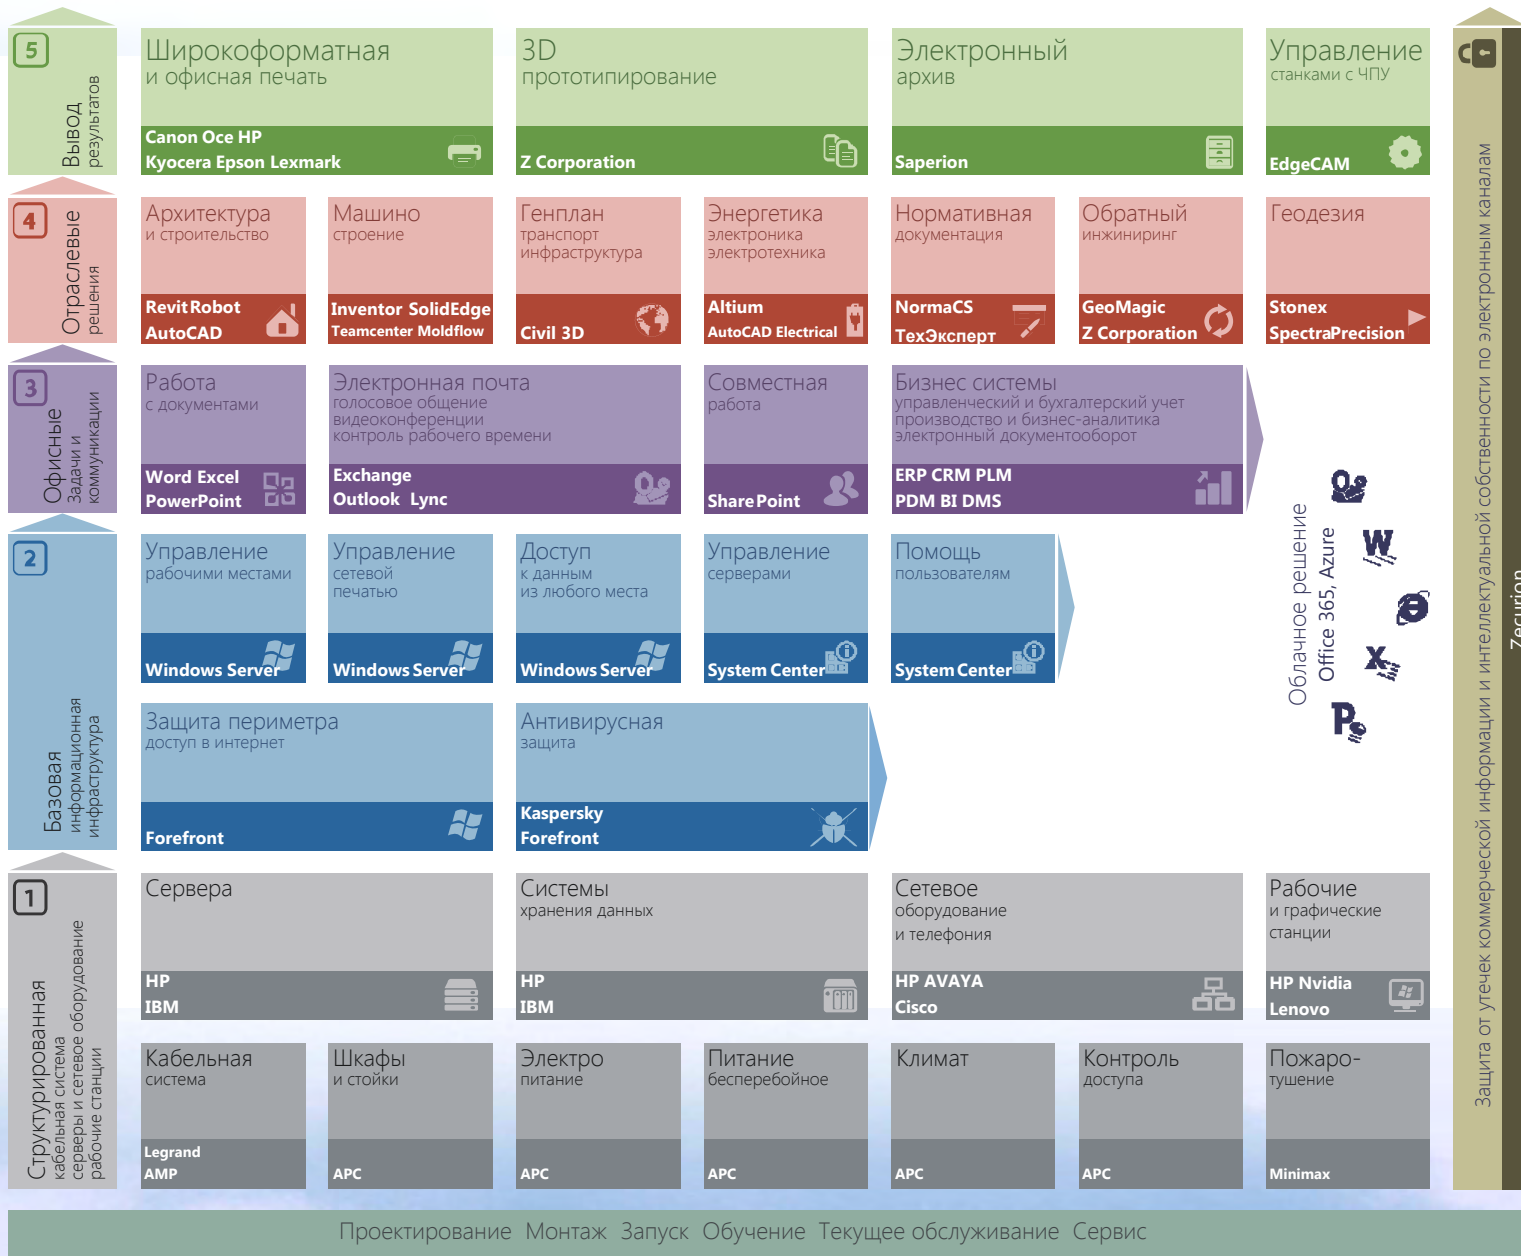 5
Вывод
результатов
Широкоформатная
и офисная печать
Canon Oce HP
Kyocera Epson Lexmark
3D
прототипирование
Z Corporation
Электронный
архив
Saperion
Управление
станками с ЧПУ
EdgeCAM
4
Отраслевые
решения
Архитектура
и строительство
Revit Robot
AutoCAD
Машино
строение
Inventor SolidEdge
Teamcenter Moldflow
Генплан
транспорт
инфраструктура
Civil 3D
Энергетика
электроника
электротехника
Altium
AutoCAD Electrical
Нормативная
документация
NormaCS
ТехЭксперт
Обратный
инжиниринг
GeoMagic
Z Corporation
Геодезия
Stonex
SpectraPrecision
3
Офисные
Задачи и
коммуникации
Работа
с документами
Word Excel
PowerPoint
Электронная почта
голосовое общение
видеоконференции
контроль рабочего времени
Exchange
Outlook Lync
Совместная
работа
Share Point
Бизнес системы
управленческий и бухгалтерский учет
производство и бизнес-аналитика
электронный документооборот
ERP CRM PLM
PDM BI DMS
2
Базовая
информационная
инфраструктура
Управление
рабочими местами
Windows Server
Управление
сетевой
печатью
Windows Server
Доступ
к данным
из любого места
Windows Server
Управление
серверами
System Center
Помощь
пользователям
System Center
Защита периметра
доступ в интернет
Forefront
Антивирусная
защита
Kaspersky
Forefront
Облачное решение
Office 365, Azure
1
Структурированная
кабельная система
серверы и сетевое оборудование
рабочие станции
Сервера
HP
IBM
Системы
хранения данных
HP
IBM
Сетевое
оборудование
и телефония
HP AVAYA
Cisco
Рабочие
и графические
станции
HP Nvidia
Lenovo
Кабельная
система
Legrand
AMP
Шкафы
и стойки
APC
Электро
питание
APC
Питание
бесперебойное
APC
Климат
APC
Контроль
доступа
APC
Пожаро-
тушение
Minimax
Защита от утечек коммерческой информации и интеллектуальной собственности по электронным каналам
Zecurion
Проектирование Монтаж Запуск Обучение Текущее обслуживание Сервис